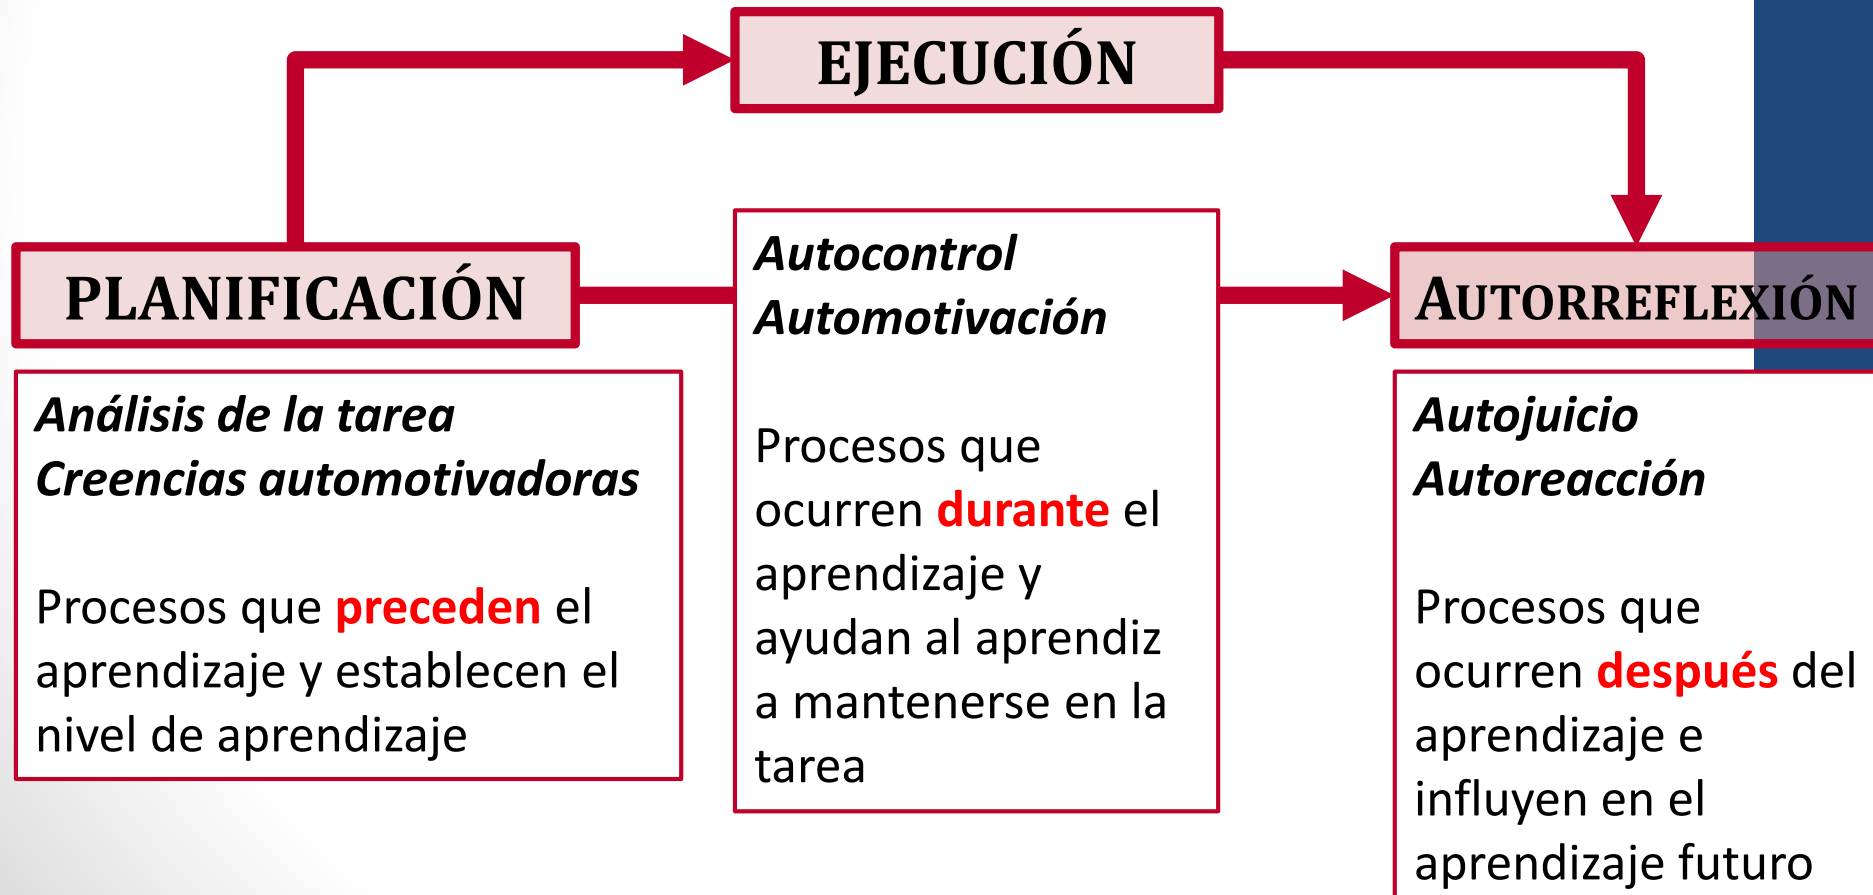 EJECUCIÓN
PLANIFICACIÓN
Análisis de la tarea
Creencias automotivadoras
Procesos que preceden el
aprendizaje y establecen el
nivel de aprendizaje
Autocontrol
Automotivación
Procesos que
ocurren durante el
aprendizaje y
ayudan al aprendiz
a mantenerse en la
tarea
AUTORREFLEXIÓN
Autojuicio
Autoreacción
Procesos que
ocurren después del
aprendizaje e
influyen en el
aprendizaje futuro